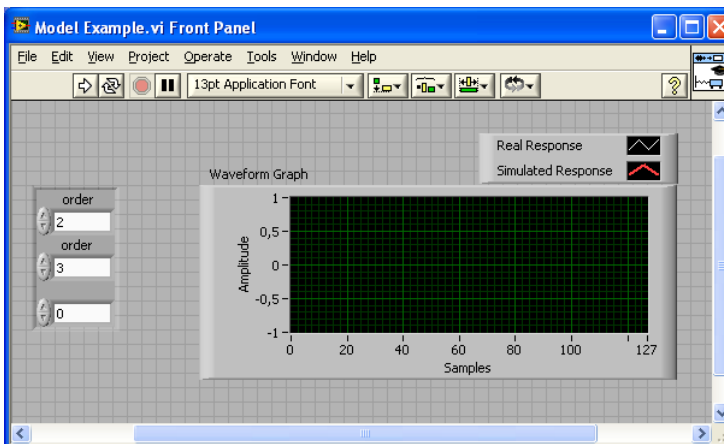 Model Example.vi Front Panel
File Edit View Project Operate Tools Window Help
13pt Application Font
Real Response
Simulated Response
Waveform Graph
order
2
order
3
0
Amplitude
1
0,5
0
-0,5
-1
0 20 40 60 80 100 127
Samples